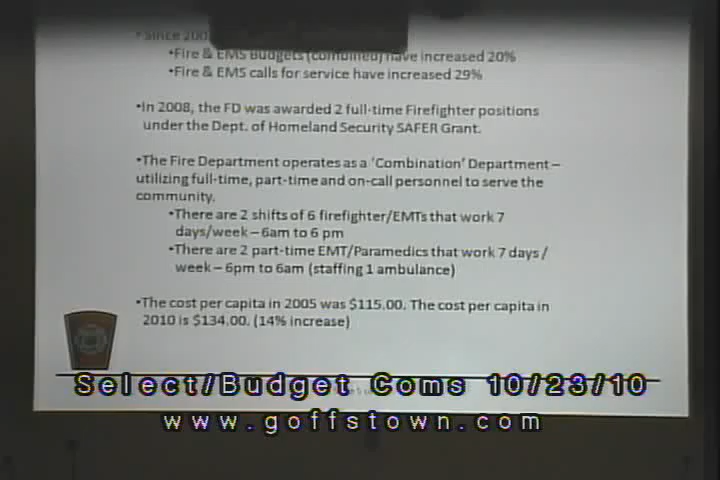 •Since 200
•Fire & EMS Budgets (combined) have increased 20%
•Fire & EMS calls for service have increased 29%
•In 2008, the FD was awarded 2 full-time Firefighter positions
under the Dept. of Homeland Security SAFER Grant.
•The Fire Department operates as a 'Combination' Department –
utilizing full-time, part-time and on-call personnel to serve the
community.
•There are 2 shifts of 6 firefighter/EMTs that work 7
days/week – 6am to 6 pm
•There are 2 part-time EMT/Paramedics that work 7 days /
week – 6pm to 6am (staffing 1 ambulance)
•The cost per capita in 2005 was $115.00. The cost per capita in
2010 is $134.00. (14% increase)
Select/Budget Coms 10/23/10
www.goffstown.com